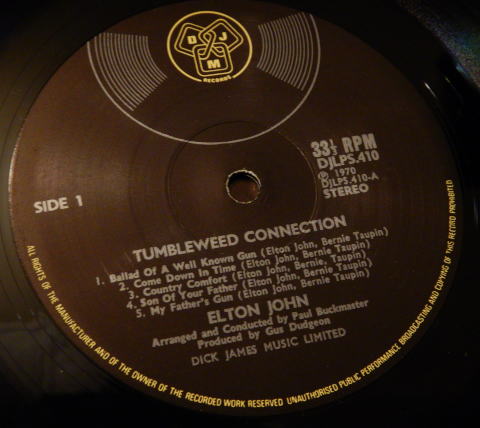 D J
M
RECORDS
SIDE 1
33⅓ RPM
DJLPS.410
℗ 1970
DJLPS.410-A
STEREO
TUMBLEWEED CONNECTION
1. Ballad Of A Well Known Gun (Elton John, Bernie Taupin)
2. Come Down In Time (Elton John, Bernie Taupin)
3. Country Comfort (Elton John, Bernie Taupin)
4. Son Of Your Father (Elton John, Bernie Taupin)
5. My Father's Gun (Elton John, Bernie Taupin)
ELTON JOHN
Arranged and Conducted by Paul Buckmaster
Produced by Gus Dudgeon
DICK JAMES MUSIC LIMITED
ALL RIGHTS OF THE MANUFACTURER AND OF THE OWNER OF THE RECORDED WORK RESERVED UNAUTHORISED PUBLIC PERFORMANCE BROADCASTING AND COPYING OF THIS RECORD PROHIBITED